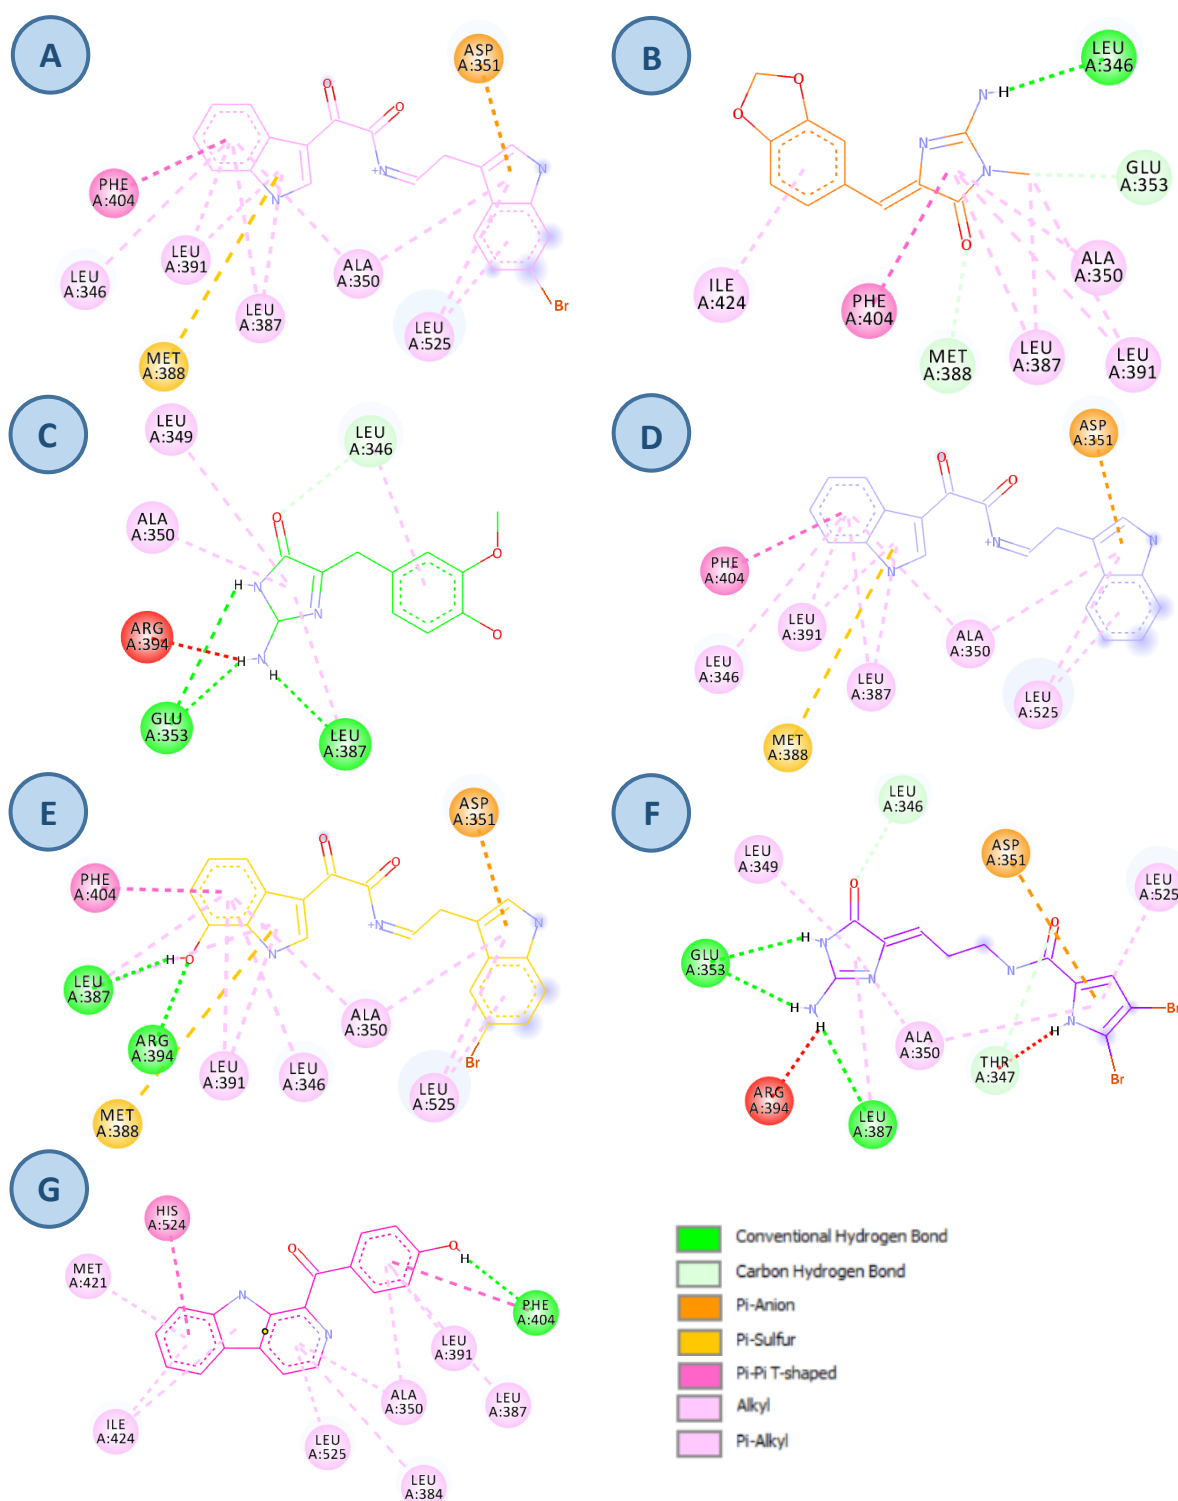 A
ASP
A:351
O
O
PHE
A:404
N
+N
N
LEU
A:391
LEU
A:346
ALA
A:350
LEU
A:387
Br
LEU
A:525
MET
A:388
B
LEU
A:346
O
O
N
H
N
N
GLU
A:353
O
ILE
A:424
ALA
A:350
PHE
A:404
MET
A:388
LEU
A:387
LEU
A:391
C
LEU
A:349
LEU
A:346
ALA
A:350
O
O
H
N
N
O
ARG
A:394
H
N
H
GLU
A:353
LEU
A:387
D
ASP
A:351
O
O
PHE
A:404
N
+N
N
LEU
A:391
LEU
A:346
ALA
A:350
LEU
A:387
LEU
A:525
MET
A:388
E
ASP
A:351
O
O
PHE
A:404
H
O
N
+N
N
LEU
A:387
ARG
A:394
ALA
A:350
Br
LEU
A:391
LEU
A:346
LEU
A:525
MET
A:388
F
LEU
A:346
LEU
A:349
ASP
A:351
LEU
A:525
O
O
GLU
A:353
H
N
N
N
H
N
H
N
H
Br
Br
ALA
A:350
THR
A:347
ARG
A:394
LEU
A:387
G
HIS
A:524
MET
A:421
O
O
H
N
N
PHE
A:404
LEU
A:391
ALA
A:350
LEU
A:387
ILE
A:424
LEU
A:525
LEU
A:384
Conventional Hydrogen Bond
Carbon Hydrogen Bond
Pi-Anion
Pi-Sulfur
Pi-Pi T-shaped
Alkyl
Pi-Alkyl